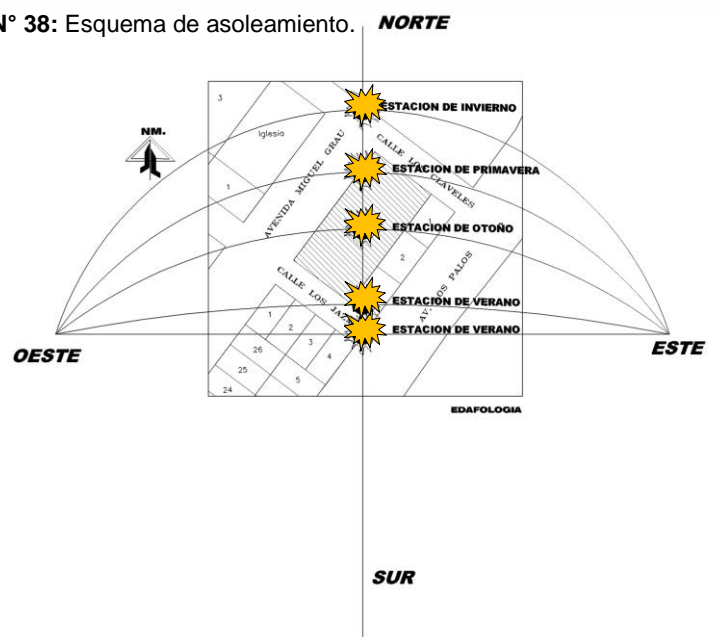 N° 38: Esquema de asoleamiento.
NORTE
ESTACION DE INVIERNO
3
Iglesia
NM.
AVENIDA MIGUEL GRAU
CALLE LOS CLAVELES
ESTACION DE PRIMAVERA
1
1
ESTACION DE OTOÑO
2
CALLE LOS
AV. LOS PALOS
ESTACION DE VERANO
ESTACION DE VERANO
1
2
3
4
26
25
24
5
OESTE
ESTE
EDAFOLOGIA
SUR